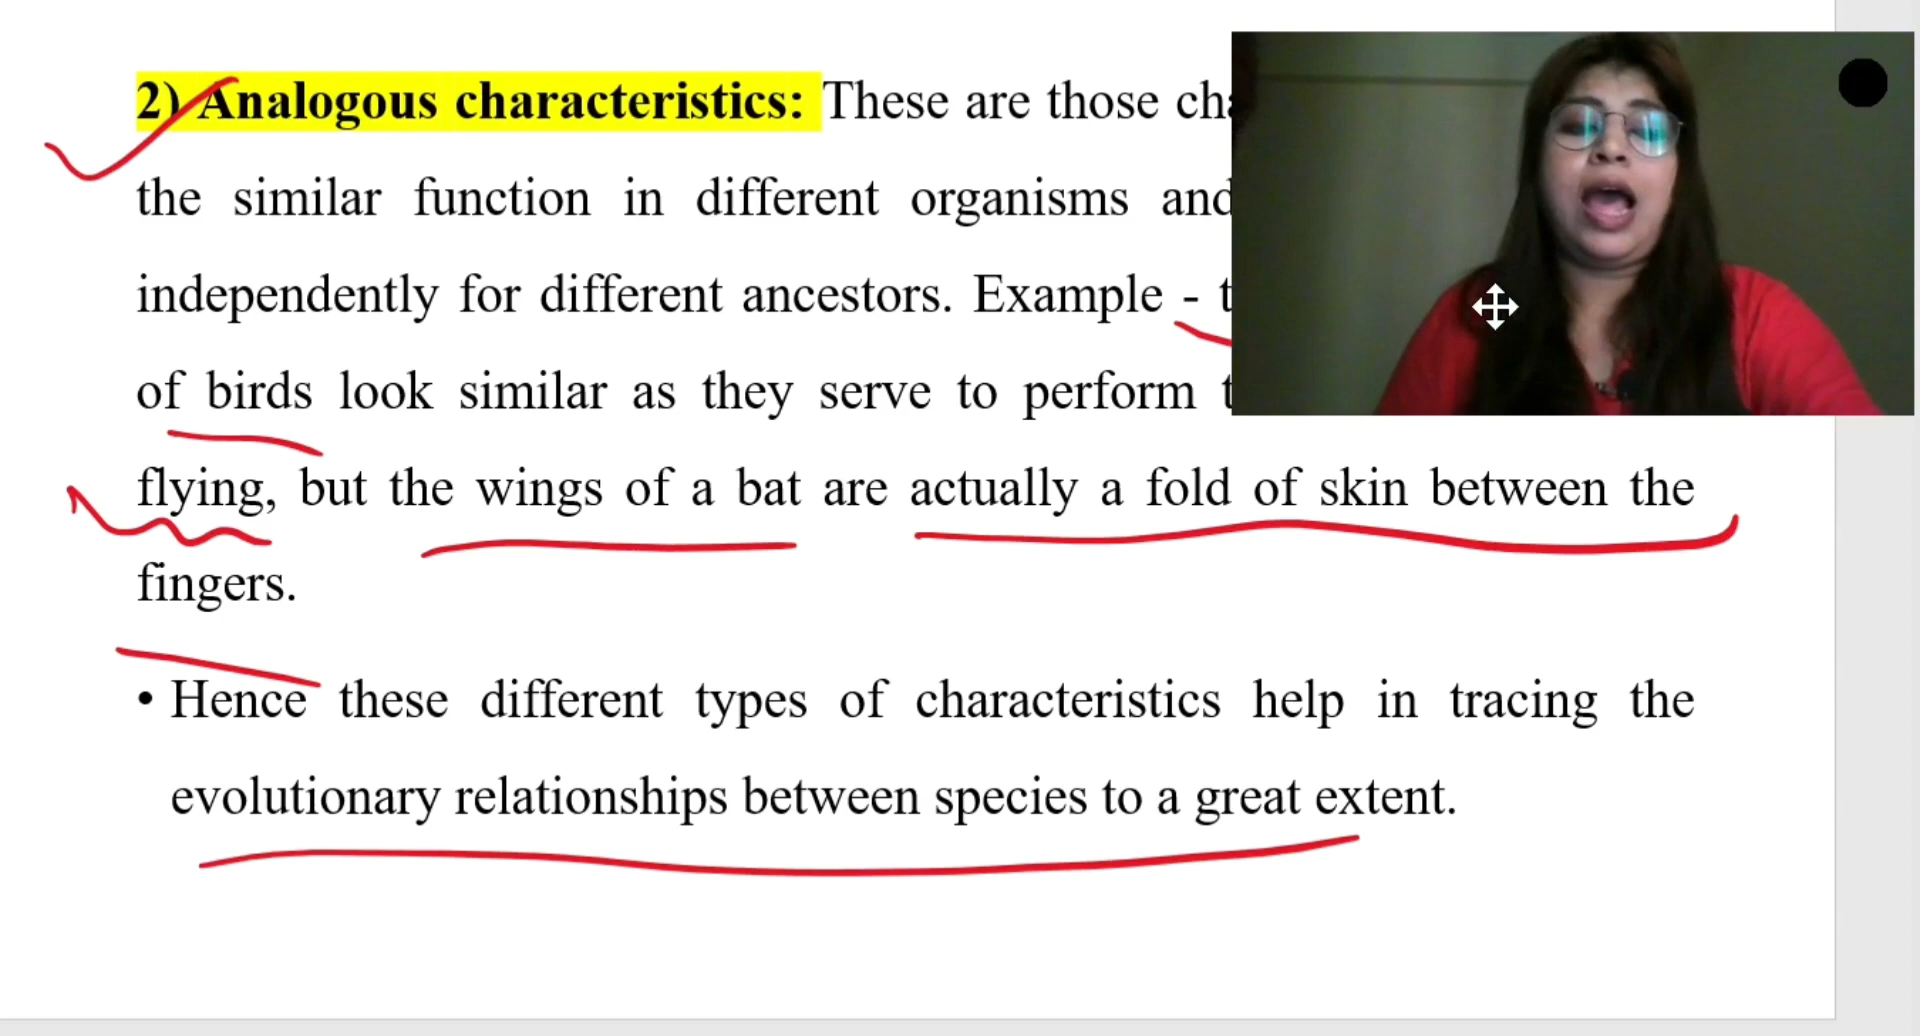 2) Analogous characteristics: These are those
the similar function in different organisms and
independently for different ancestors. Example -
of birds look similar as they serve to perform
flying, but the wings of a bat are actually a fold of skin between the
fingers.
• Hence these different types of characteristics help in tracing the
evolutionary relationships between species to a great extent.